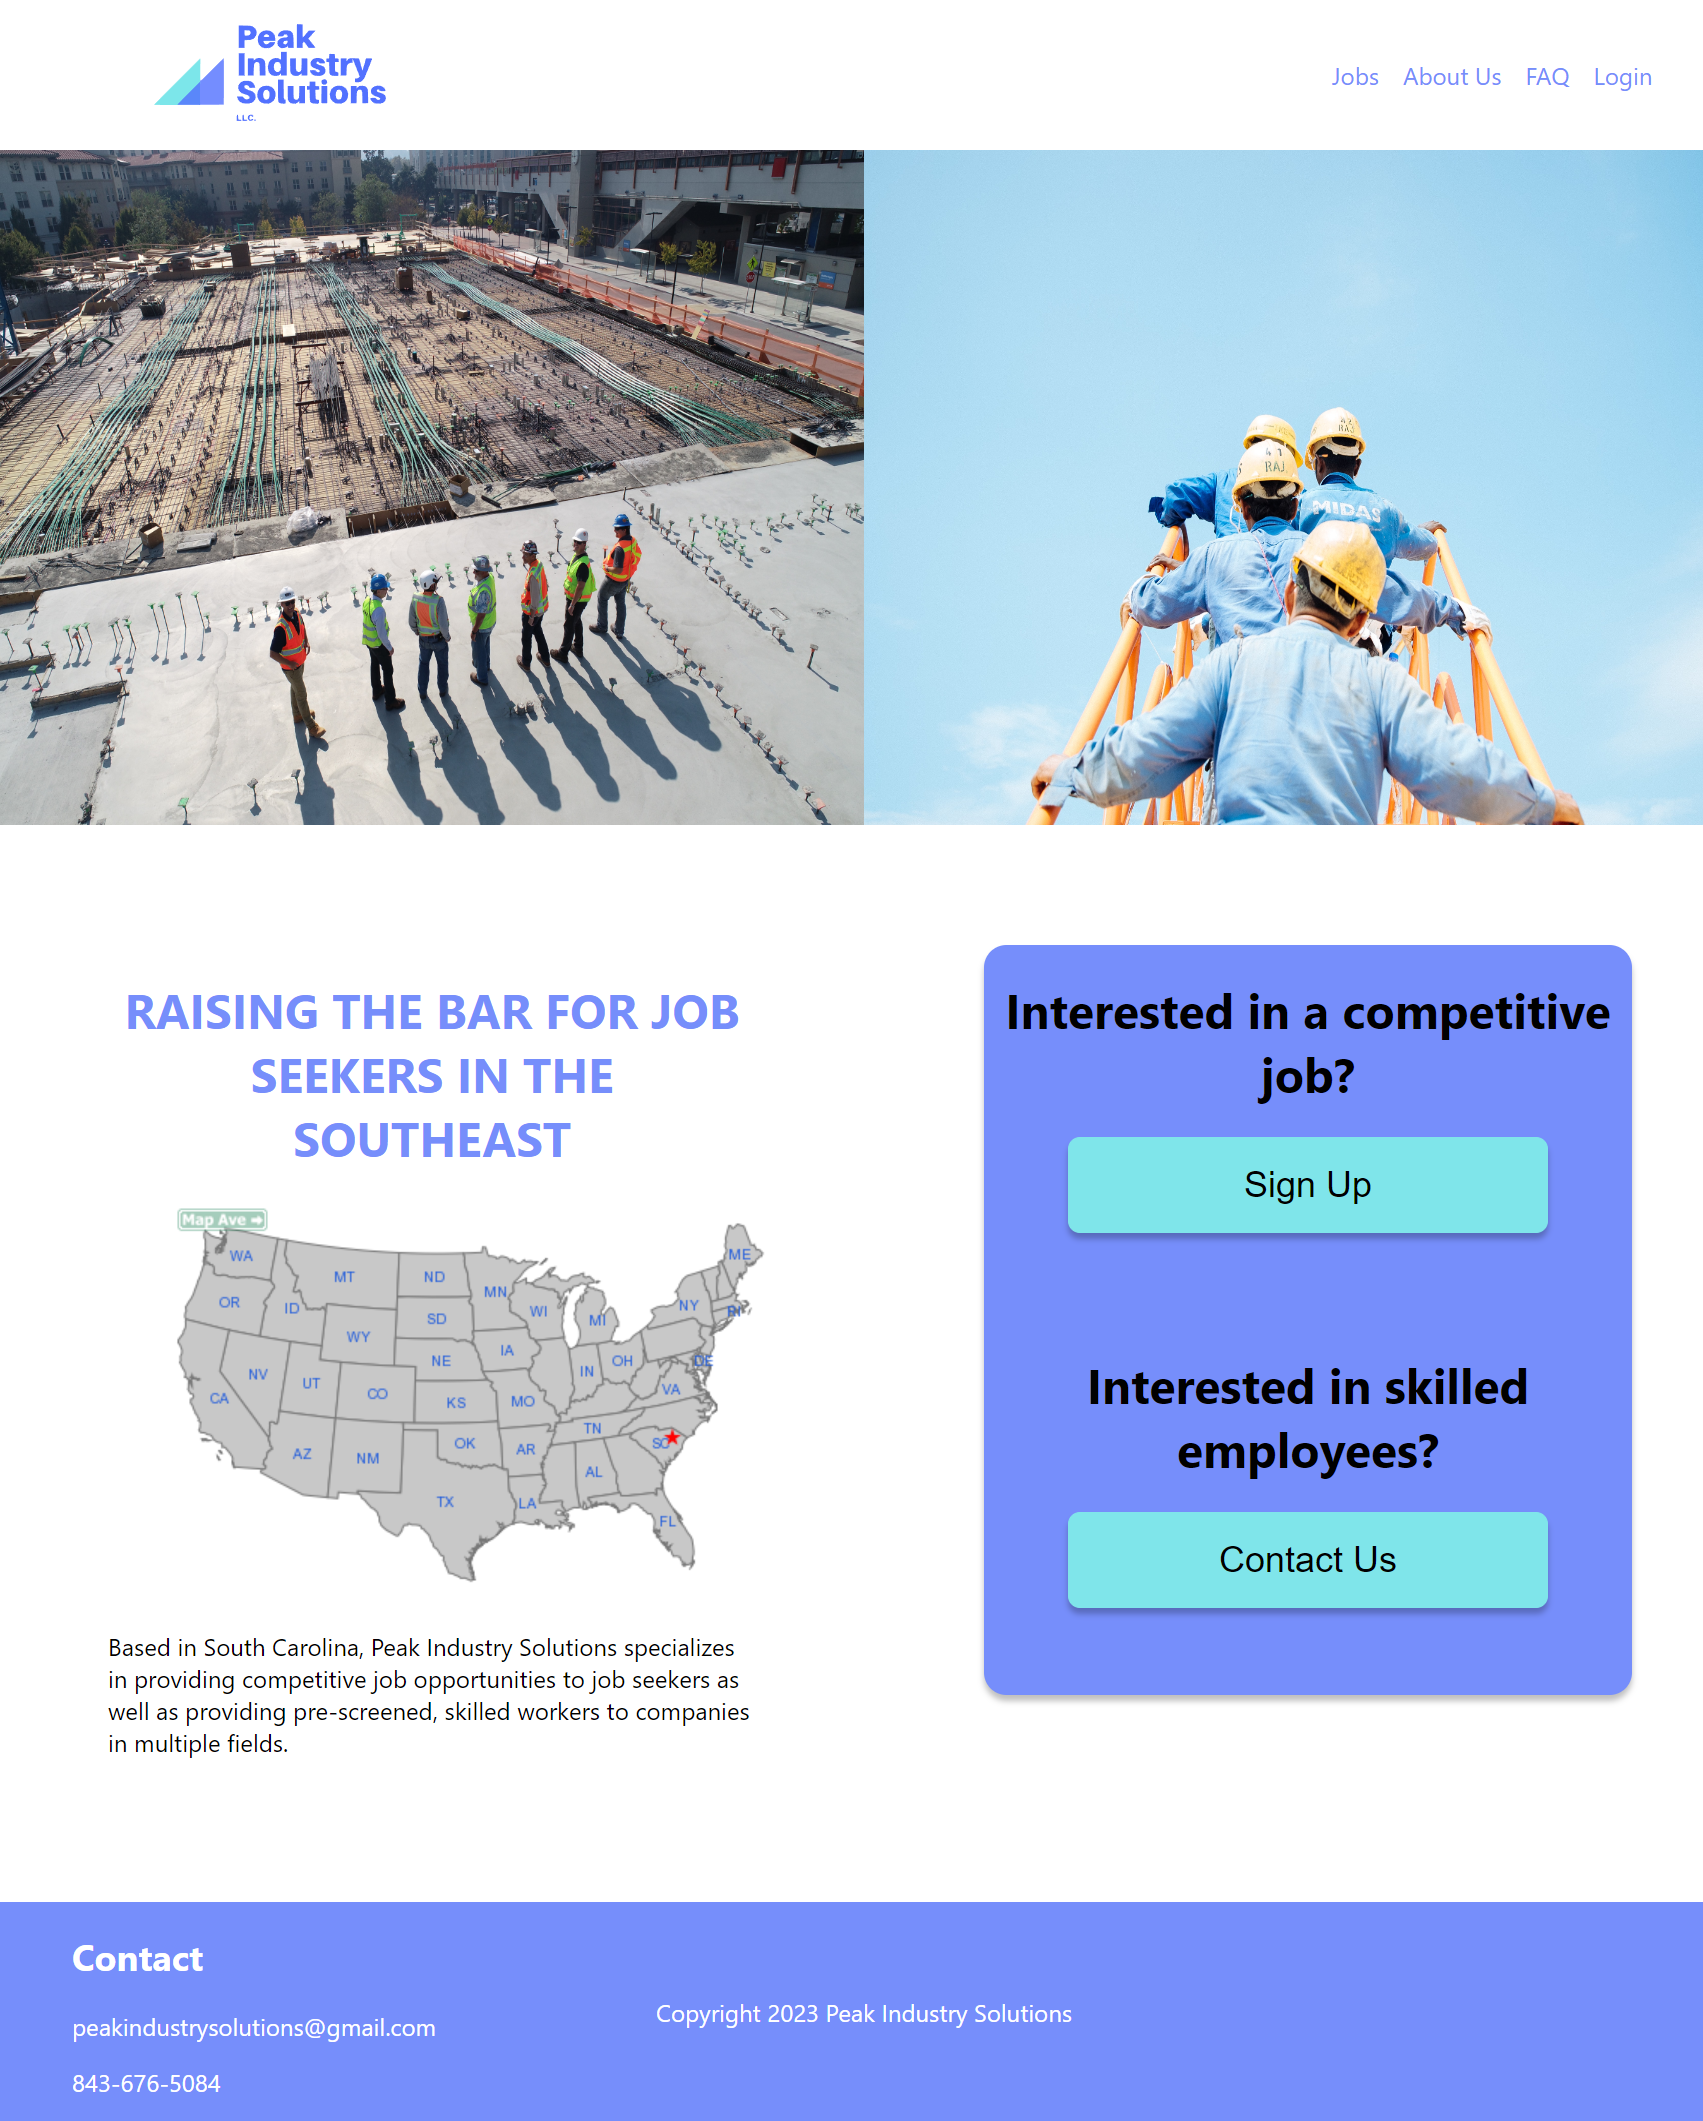 Peak
Industry
Solutions
LLC.
Jobs About Us FAQ Login
41
RAJ
RAJ
MIDAS
RAISING THE BAR FOR JOB
SEEKERS IN THE
SOUTHEAST
Map Ave
WA
MT
ND
MN
ME
OR
ID
SD
WI
MI
NY
RI
WY
NE
IA
NV
UT
CO
KS
MO
IN
OH
DE
VA
CA
AZ
NM
OK
AR
TN
SC
AL
TX
LA
FL
Based in South Carolina, Peak Industry Solutions specializes
in providing competitive job opportunities to job seekers as
well as providing pre-screened, skilled workers to companies
in multiple fields.
Interested in a competitive
job?
Sign Up
Interested in skilled
employees?
Contact Us
Contact
peakindustrysolutions@gmail.com
843-676-5084
Copyright 2023 Peak Industry Solutions